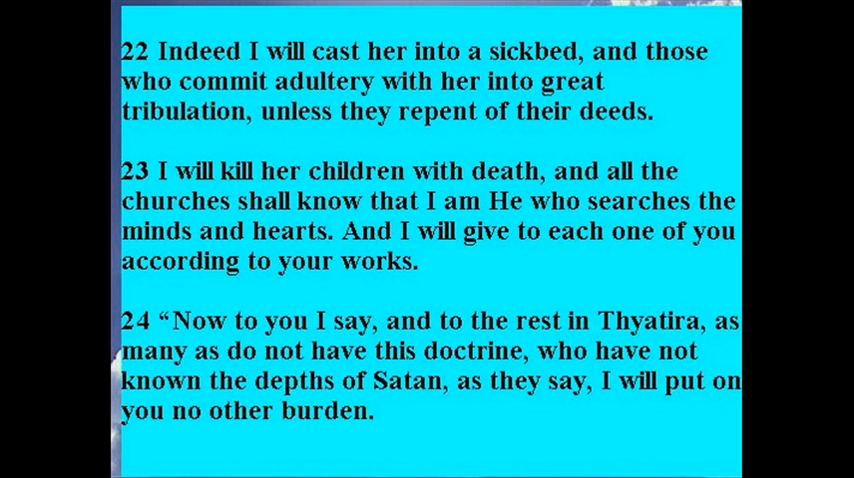 22 Indeed I will cast her into a sickbed, and those
who commit adultery with her into great
tribulation, unless they repent of their deeds.
23 I will kill her children with death, and all the
churches shall know that I am He who searches the
minds and hearts. And I will give to each one of you
according to your works.
24 “Now to you I say, and to the rest in Thyatira, as
many as do not have this doctrine, who have not
known the depths of Satan, as they say, I will put on
you no other burden.